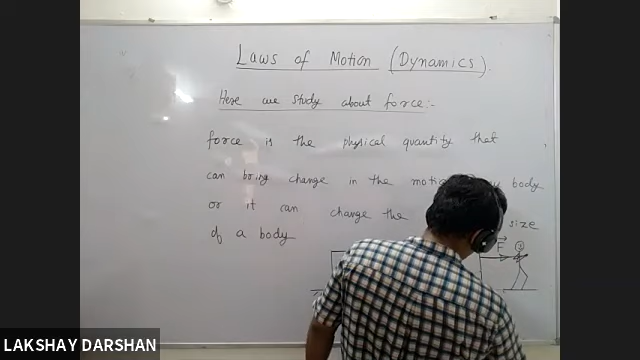 Laws of Motion (Dynamics).
Here we study about force:-
force is the physical quantity that
can bring change in the motion body
or it can change the size
of a body
F
LAKSHAY DARSHAN